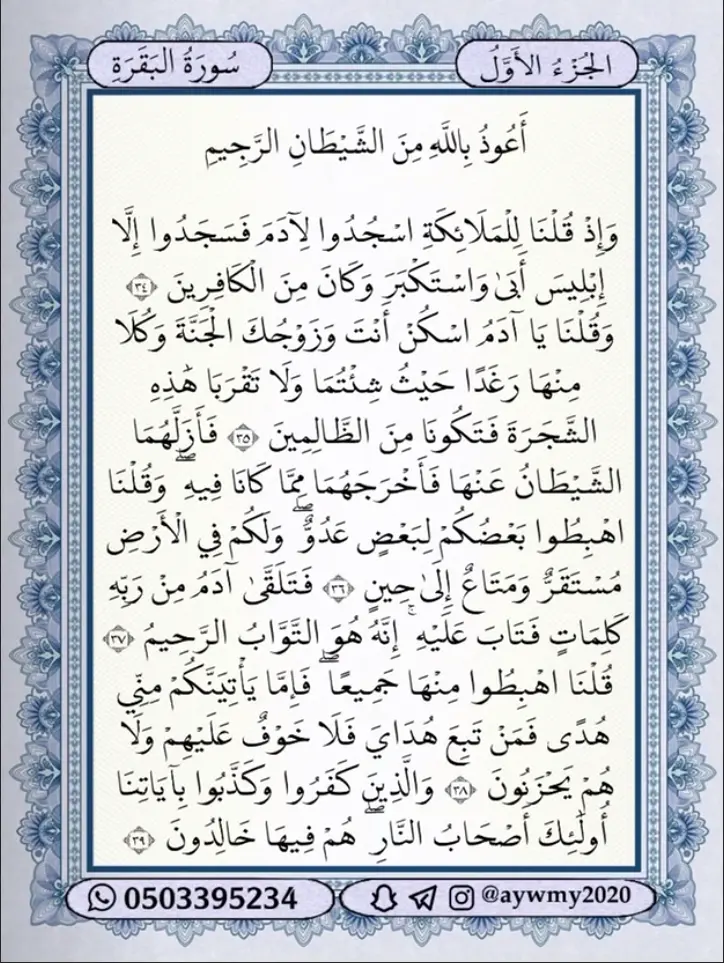 الجُزْءُ الأَوَّلُ
سُورَةُ البَقَرَةِ
أَعُوذُ بِاللَّهِ مِنَ الشَّيْطَانِ الرَّجِيمِ
وَإِذْ قُلْنَا لِلْمَلَائِكَةِ اسْجُدُوا لِآدَمَ فَسَجَدُوا إِلَّا
إِبْلِيسَ أَبَىٰ وَاسْتَكْبَرَ وَكَانَ مِنَ الْكَافِرِينَ ٣٤
وَقُلْنَا يَا آدَمُ اسْكُنْ أَنْتَ وَزَوْجُكَ الْجَنَّةَ وَكُلَا
مِنْهَا رَغَدًا حَيْثُ شِئْتُمَا وَلَا تَقْرَبَا هَٰذِهِ
الشَّجَرَةَ فَتَكُونَا مِنَ الظَّالِمِينَ ٣٥ فَأَزَلَّهُمَا
الشَّيْطَانُ عَنْهَا فَأَخْرَجَهُمَا مِمَّا كَانَا فِيهِ ۖ وَقُلْنَا
اهْبِطُوا بَعْضُكُمْ لِبَعْضٍ عَدُوٌّ ۖ وَلَكُمْ فِي الْأَرْضِ
مُسْتَقَرٌّ وَمَتَاعٌ إِلَىٰ حِينٍ ٣٦ فَتَلَقَّىٰ آدَمُ مِنْ رَبِّهِ
كَلِمَاتٍ فَتَابَ عَلَيْهِ ۚ إِنَّهُ هُوَ التَّوَّابُ الرَّحِيمُ ٣٧
قُلْنَا اهْبِطُوا مِنْهَا جَمِيعًا ۖ فَإِمَّا يَأْتِيَنَّكُمْ مِنِّي
هُدًى فَمَنْ تَبِعَ هُدَايَ فَلَا خَوْفٌ عَلَيْهِمْ وَلَا
هُمْ يَحْزَنُونَ ٣٨ وَالَّذِينَ كَفَرُوا وَكَذَّبُوا بِآيَاتِنَا
أُولَٰئِكَ أَصْحَابُ النَّارِ ۖ هُمْ فِيهَا خَالِدُونَ ٣٩
0503395234
@aywmy2020